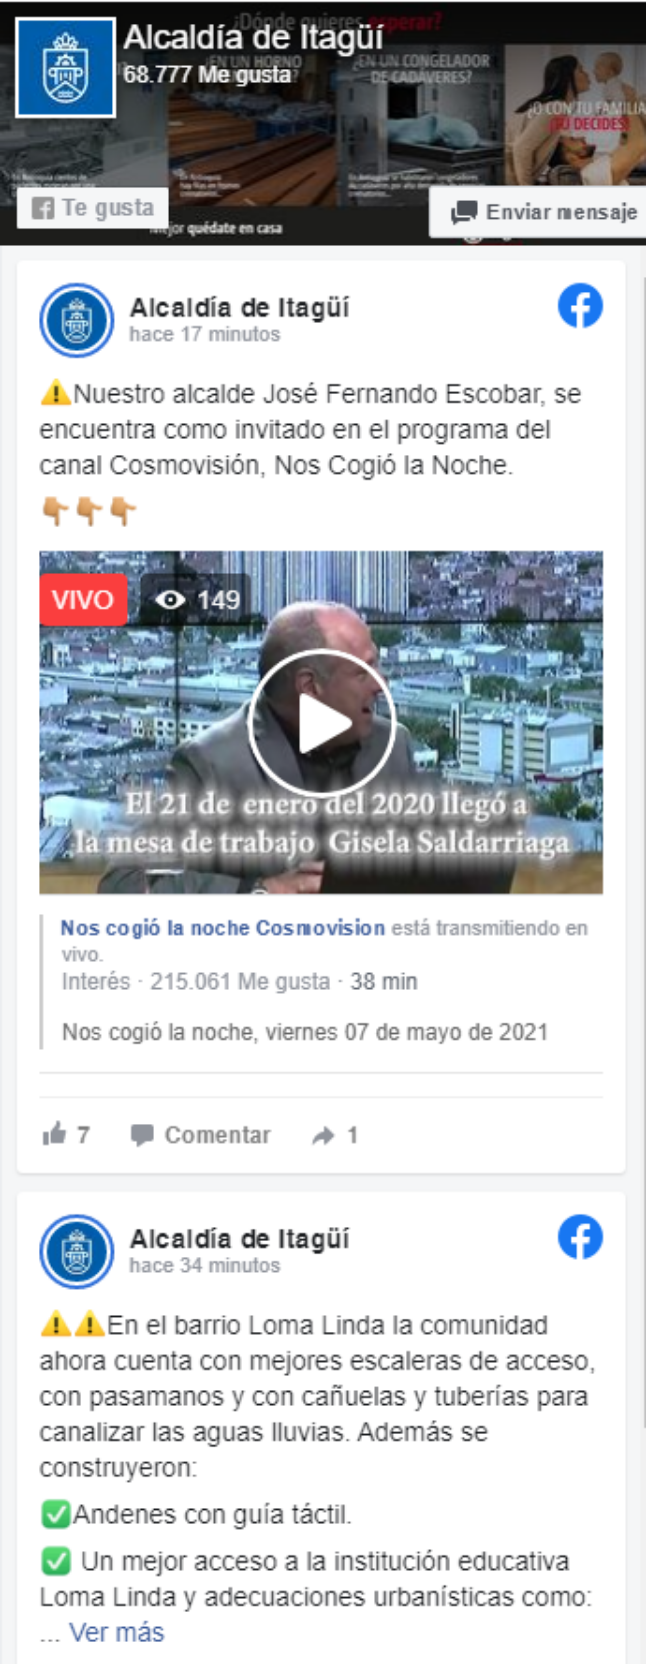 ¿Dónde quieres esperar?
Alcaldía de Itagüí
68.777 Me gusta
¿EN UN HORNO
¿EN UN CONGELADOR
DE CADÁVERES?
¿O CON TU FAMILIA
¡TÚ DECIDES!
Te gusta
Enviar mensaje
Mejor quédate en casa
Alcaldía de Itagüí
hace 17 minutos
⚠️Nuestro alcalde José Fernando Escobar, se
encuentra como invitado en el programa del
canal Cosmovisión, Nos Cogió la Noche.
👇🏼👇🏼👇🏼
VIVO
149
El 21 de enero del 2020 llegó a
la mesa de trabajo Gisela Saldarriaga
Nos cogió la noche Cosmovision está transmitiendo en
vivo.
Interés · 215.061 Me gusta · 38 min
Nos cogió la noche, viernes 07 de mayo de 2021
7
Comentar
1
Alcaldía de Itagüí
hace 34 minutos
⚠️⚠️En el barrio Loma Linda la comunidad
ahora cuenta con mejores escaleras de acceso,
con pasamanos y con cañuelas y tuberías para
canalizar las aguas lluvias. Además se
construyeron:
✅Andenes con guía táctil.
✅ Un mejor acceso a la institución educativa
Loma Linda y adecuaciones urbanísticas como:
... Ver más